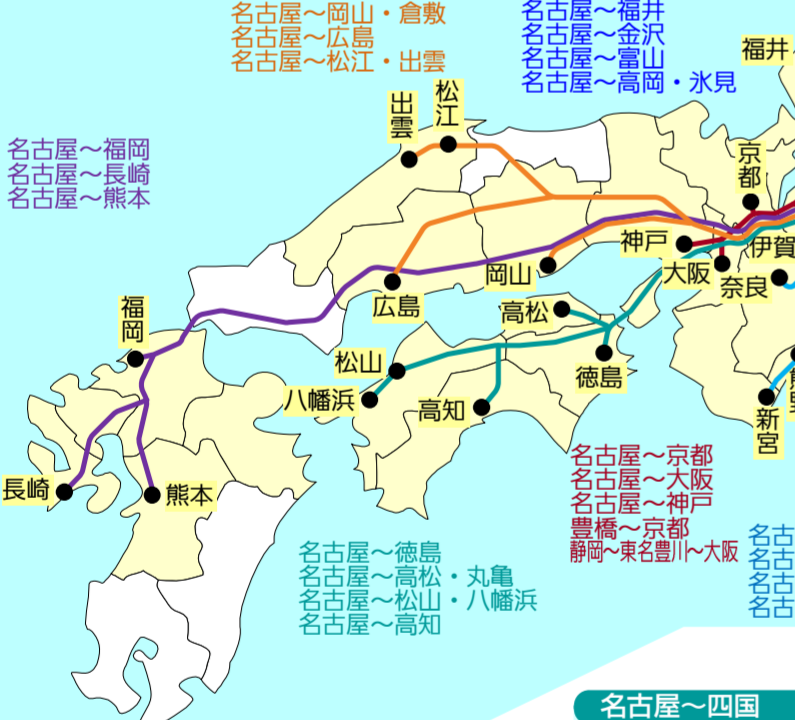 名古屋～岡山・倉敷
名古屋～広島
名古屋～松江・出雲
名古屋～福井
名古屋～金沢
名古屋～富山
名古屋～高岡・氷見
福井
名古屋～福岡
名古屋～長崎
名古屋～熊本
出雲
松江
京都
神戸
伊賀
大阪
奈良
岡山
広島
福岡
高松
松山
徳島
八幡浜
高知
新宮
長崎
熊本
名古屋～京都
名古屋～大阪
名古屋～神戸
豊橋～京都
静岡～東名豊川～大阪
名古屋～徳島
名古屋～高松・丸亀
名古屋～松山・八幡浜
名古屋～高知
名古
名古
名古
名古
名古屋～四国